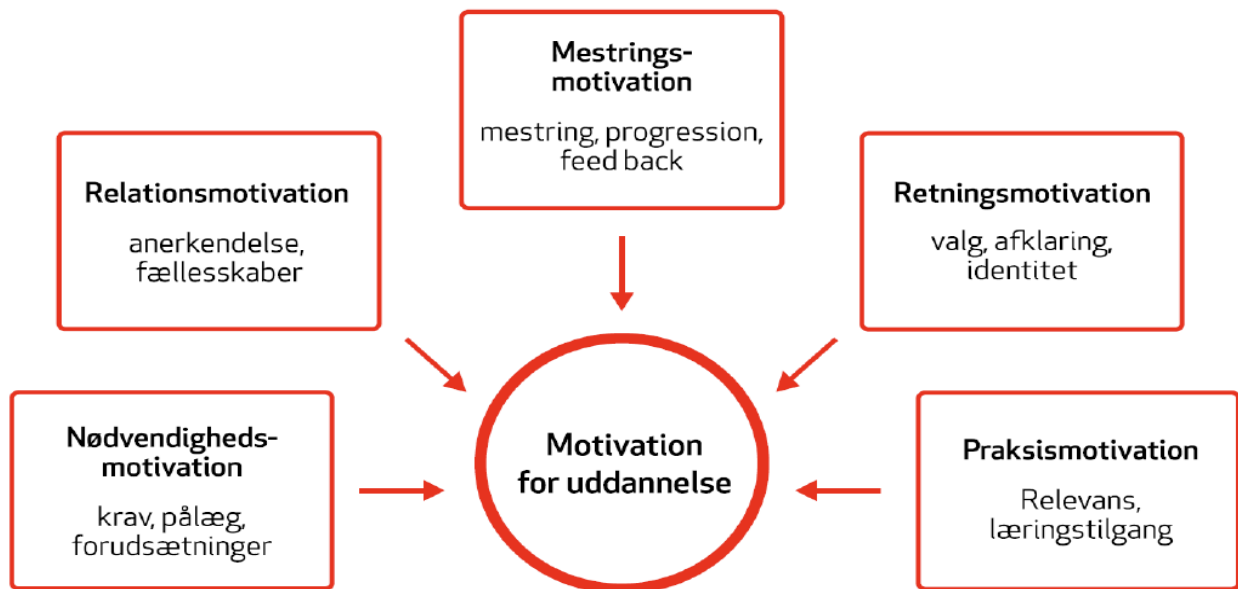 Mestrings-
motivation
mestring, progression,
feed back
Relationsmotivation
anerkendelse,
fællesskaber
Retningsmotivation
valg, afklaring,
identitet
Nødvendigheds-
motivation
krav, pålæg,
forudsætninger
Motivation
for uddannelse
Praksismotivation
Relevans,
læringstilgang